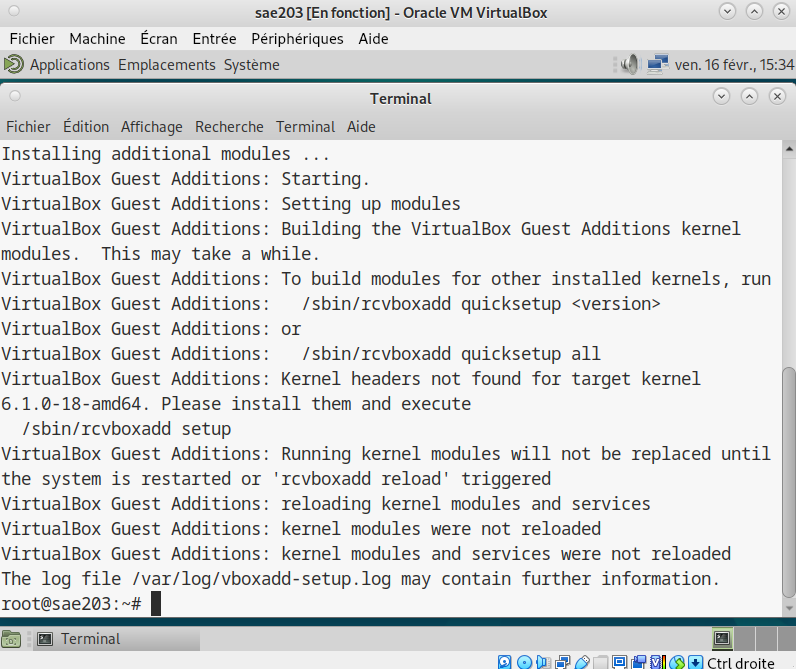 sae203 [En fonction] - Oracle VM VirtualBox
Fichier Machine Écran Entrée Périphériques Aide
Applications Emplacements Système ven. 16 févr., 15:34
Terminal
Fichier Édition Affichage Recherche Terminal Aide
Installing additional modules ...
VirtualBox Guest Additions: Starting.
VirtualBox Guest Additions: Setting up modules
VirtualBox Guest Additions: Building the VirtualBox Guest Additions kernel
modules.  This may take a while.
VirtualBox Guest Additions: To build modules for other installed kernels, run
VirtualBox Guest Additions:   /sbin/rcvboxadd quicksetup <version>
VirtualBox Guest Additions: or
VirtualBox Guest Additions:   /sbin/rcvboxadd quicksetup all
VirtualBox Guest Additions: Kernel headers not found for target kernel
6.1.0-18-amd64. Please install them and execute
  /sbin/rcvboxadd setup
VirtualBox Guest Additions: Running kernel modules will not be replaced until
the system is restarted or 'rcvboxadd reload' triggered
VirtualBox Guest Additions: reloading kernel modules and services
VirtualBox Guest Additions: kernel modules were not reloaded
VirtualBox Guest Additions: kernel modules and services were not reloaded
The log file /var/log/vboxadd-setup.log may contain further information.
root@sae203:~#
Terminal
Ctrl droite